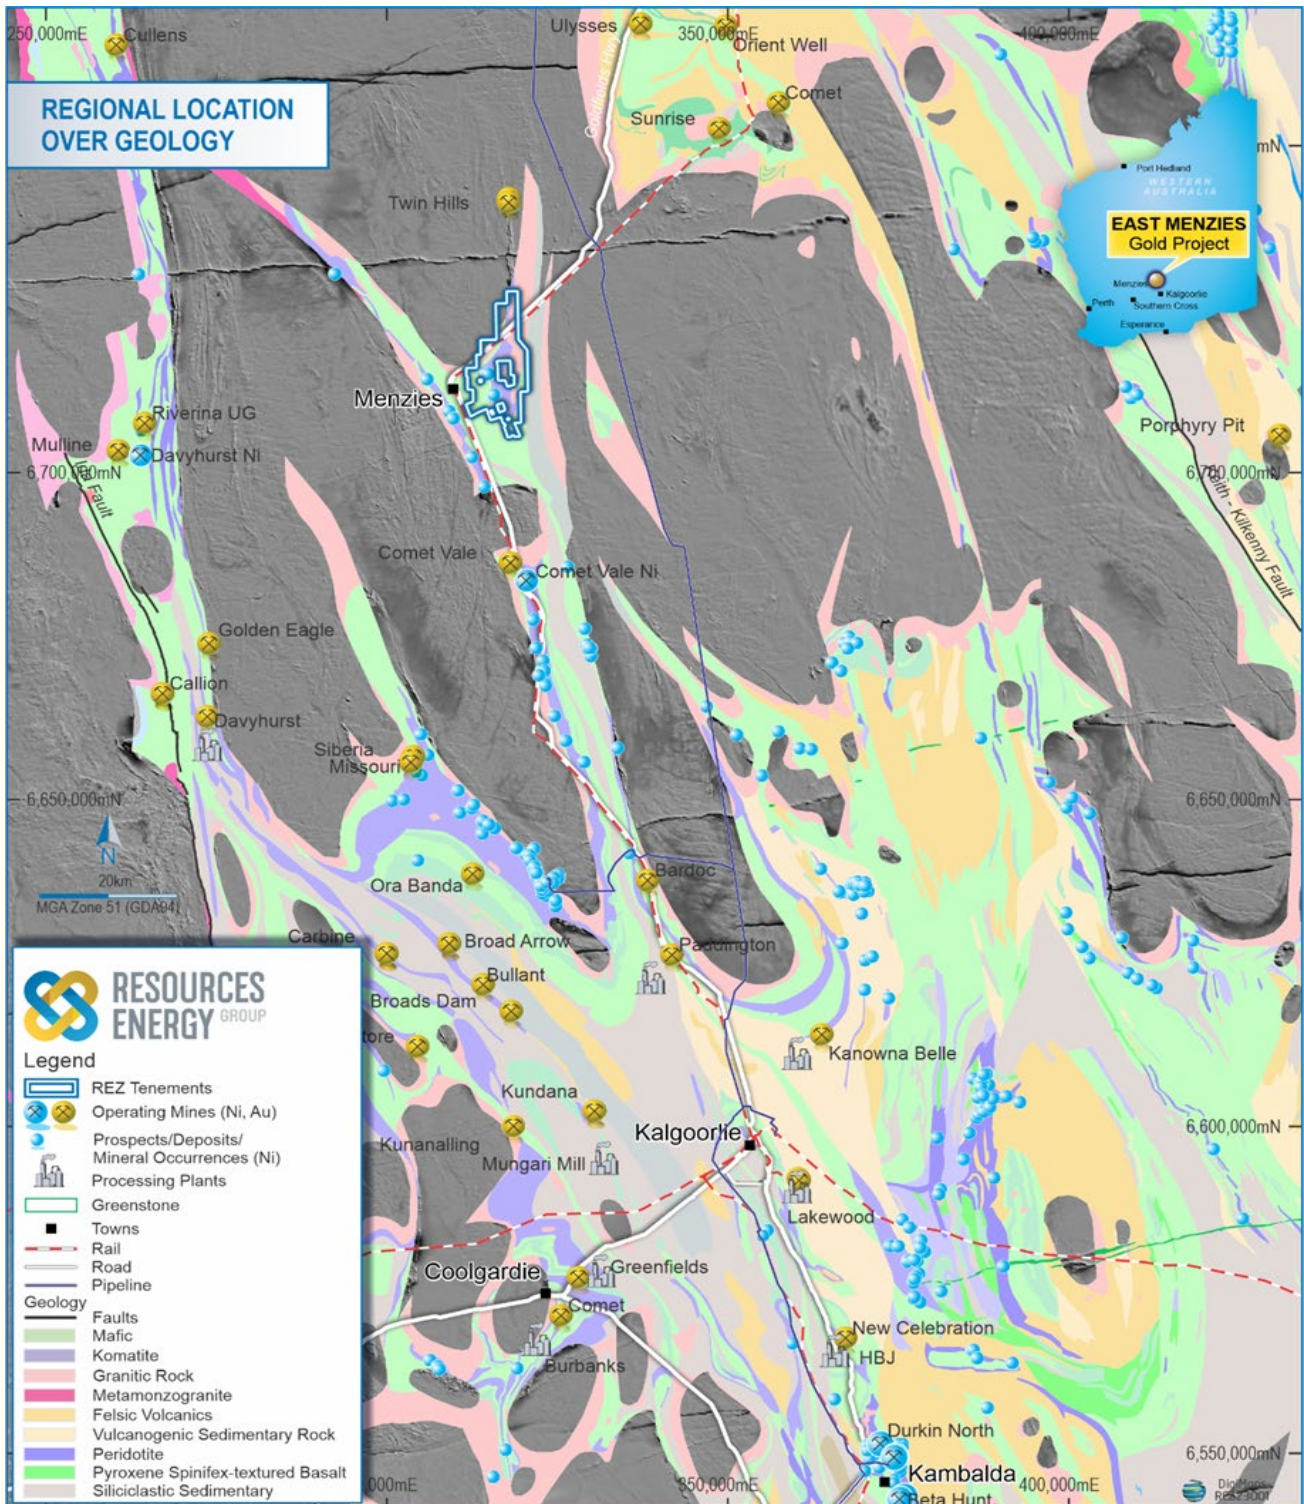 250,000mE
Cullens
Ulysses
350,000mE
Orient Well
400,000mE
Goldfields Hwy
REGIONAL LOCATION
OVER GEOLOGY
Comet
Sunrise
mN
Port Hedland
WESTERN
AUSTRALIA
Twin Hills
EAST MENZIES
Gold Project
Menzies
Kalgoorlie
Perth
Southern Cross
Esperance
Menzies
Riverina UG
Mulline
Davyhurst Ni
Porphyry Pit
6,700,000mN
6,700,000mN
Ida Fault
Keith - Kilkenny Fault
Comet Vale
Comet Vale Ni
Golden Eagle
Callion
Davyhurst
Siberia
Missouri
6,650,000mN
6,650,000mN
N
20km
MGA Zone 51 (GDA94)
Ora Banda
Bardoc
Carbine
Broad Arrow
Paddington
Bullant
Broads Dam
tore
Kanowna Belle
Kundana
Kunanalling
Kalgoorlie
6,600,000mN
Mungari Mill
Lakewood
Coolgardie
Greenfields
Comet
Burbanks
New Celebration
HBJ
Durkin North
6,550,000mN
Kambalda
,000mE
350,000mE
400,000mE
Beta Hunt
DigiMaps
RESZ3001
RESOURCES
ENERGY GROUP
Legend
REZ Tenements
Operating Mines (Ni, Au)
Prospects/Deposits/
Mineral Occurrences (Ni)
Processing Plants
Greenstone
Towns
Rail
Road
Pipeline
Geology
Faults
Mafic
Komatite
Granitic Rock
Metamonzogranite
Felsic Volcanics
Vulcanogenic Sedimentary Rock
Peridotite
Pyroxene Spinifex-textured Basalt
Siliciclastic Sedimentary